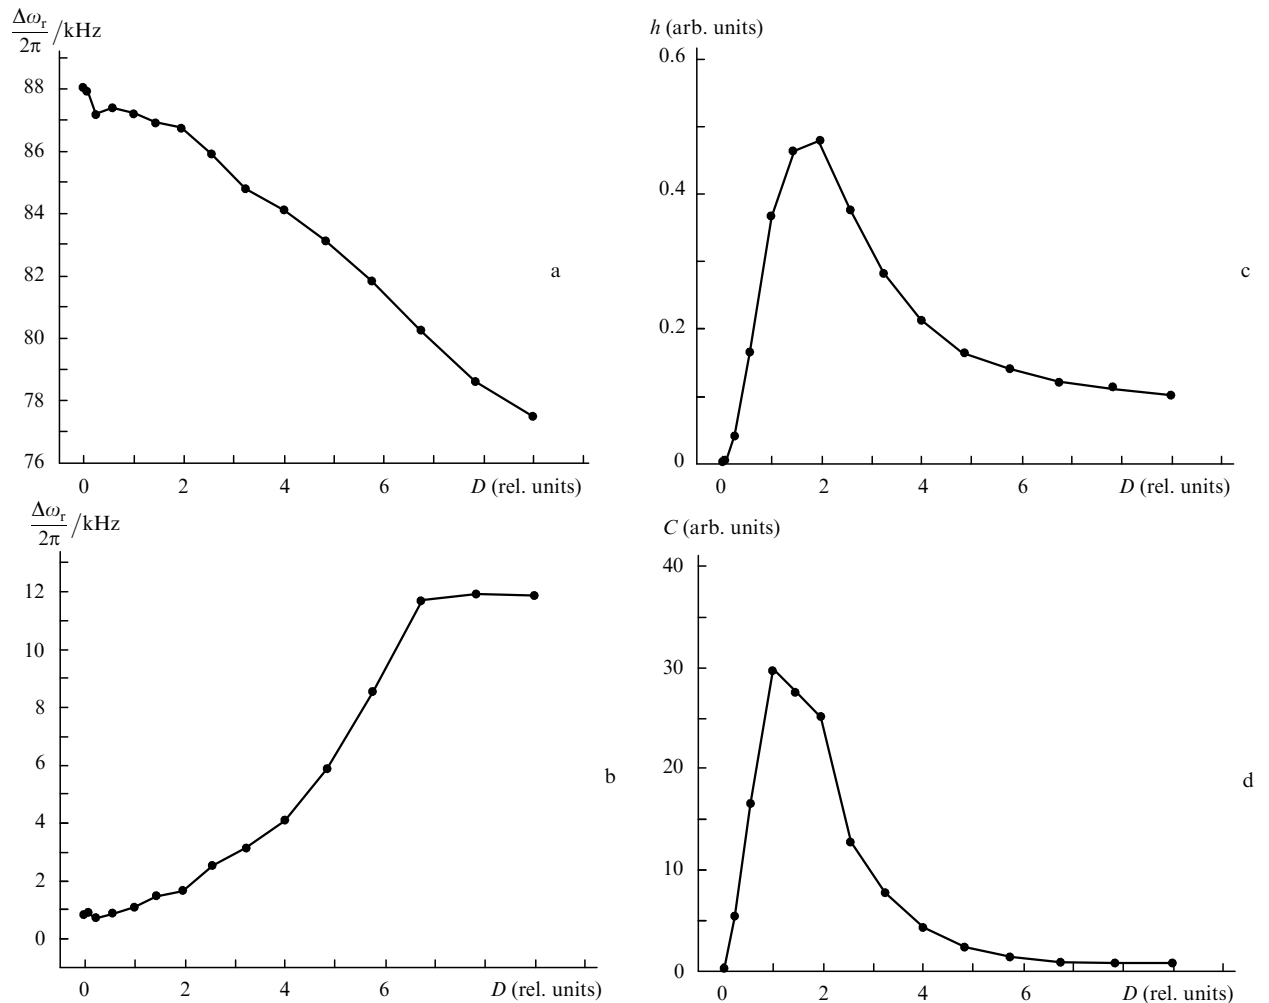 Δωr/2π /kHz
88
86
84
82
80
78
76
0 2 4 6 D (rel. units)
a
h (arb. units)
0.6
0.4
0.2
0
0 2 4 6 D (rel. units)
c
Δωr/2π /kHz
12
10
8
6
4
2
0
0 2 4 6 D (rel. units)
b
C (arb. units)
40
30
20
10
0
0 2 4 6 D (rel. units)
d